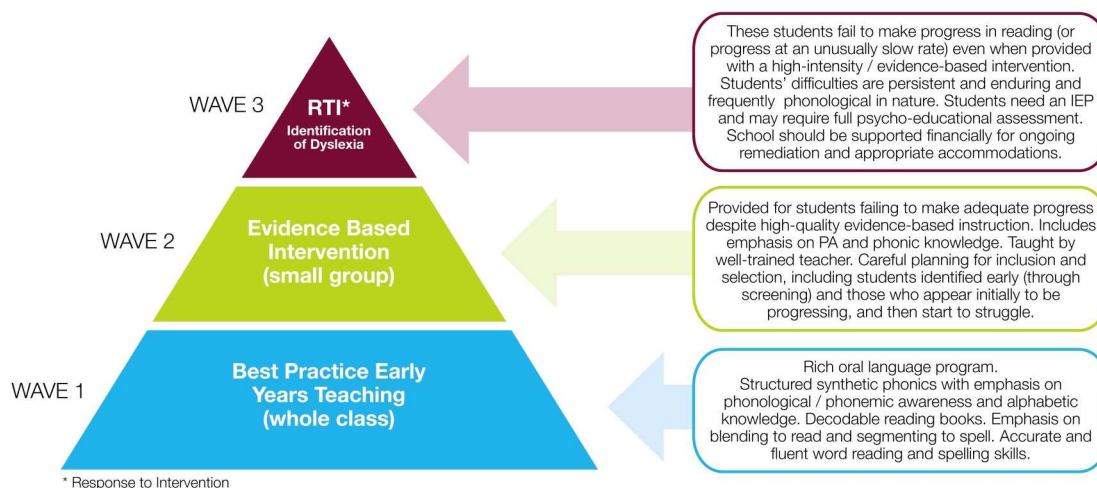 WAVE 3
RTI*
Identification
of Dyslexia
These students fail to make progress in reading (or
progress at an unusually slow rate) even when provided
with a high-intensity / evidence-based intervention.
Students' difficulties are persistent and enduring and
frequently phonological in nature. Students need an IEP
and may require full psycho-educational assessment.
School should be supported financially for ongoing
remediation and appropriate accommodations.
WAVE 2
Evidence Based
Intervention
(small group)
Provided for students failing to make adequate progress
despite high-quality evidence-based instruction. Includes
emphasis on PA and phonic knowledge. Taught by
well-trained teacher. Careful planning for inclusion and
selection, including students identified early (through
screening) and those who appear initially to be
progressing, and then start to struggle.
WAVE 1
Best Practice Early
Years Teaching
(whole class)
Rich oral language program.
Structured synthetic phonics with emphasis on
phonological / phonemic awareness and alphabetic
knowledge. Decodable reading books. Emphasis on
blending to read and segmenting to spell. Accurate and
fluent word reading and spelling skills.
* Response to Intervention